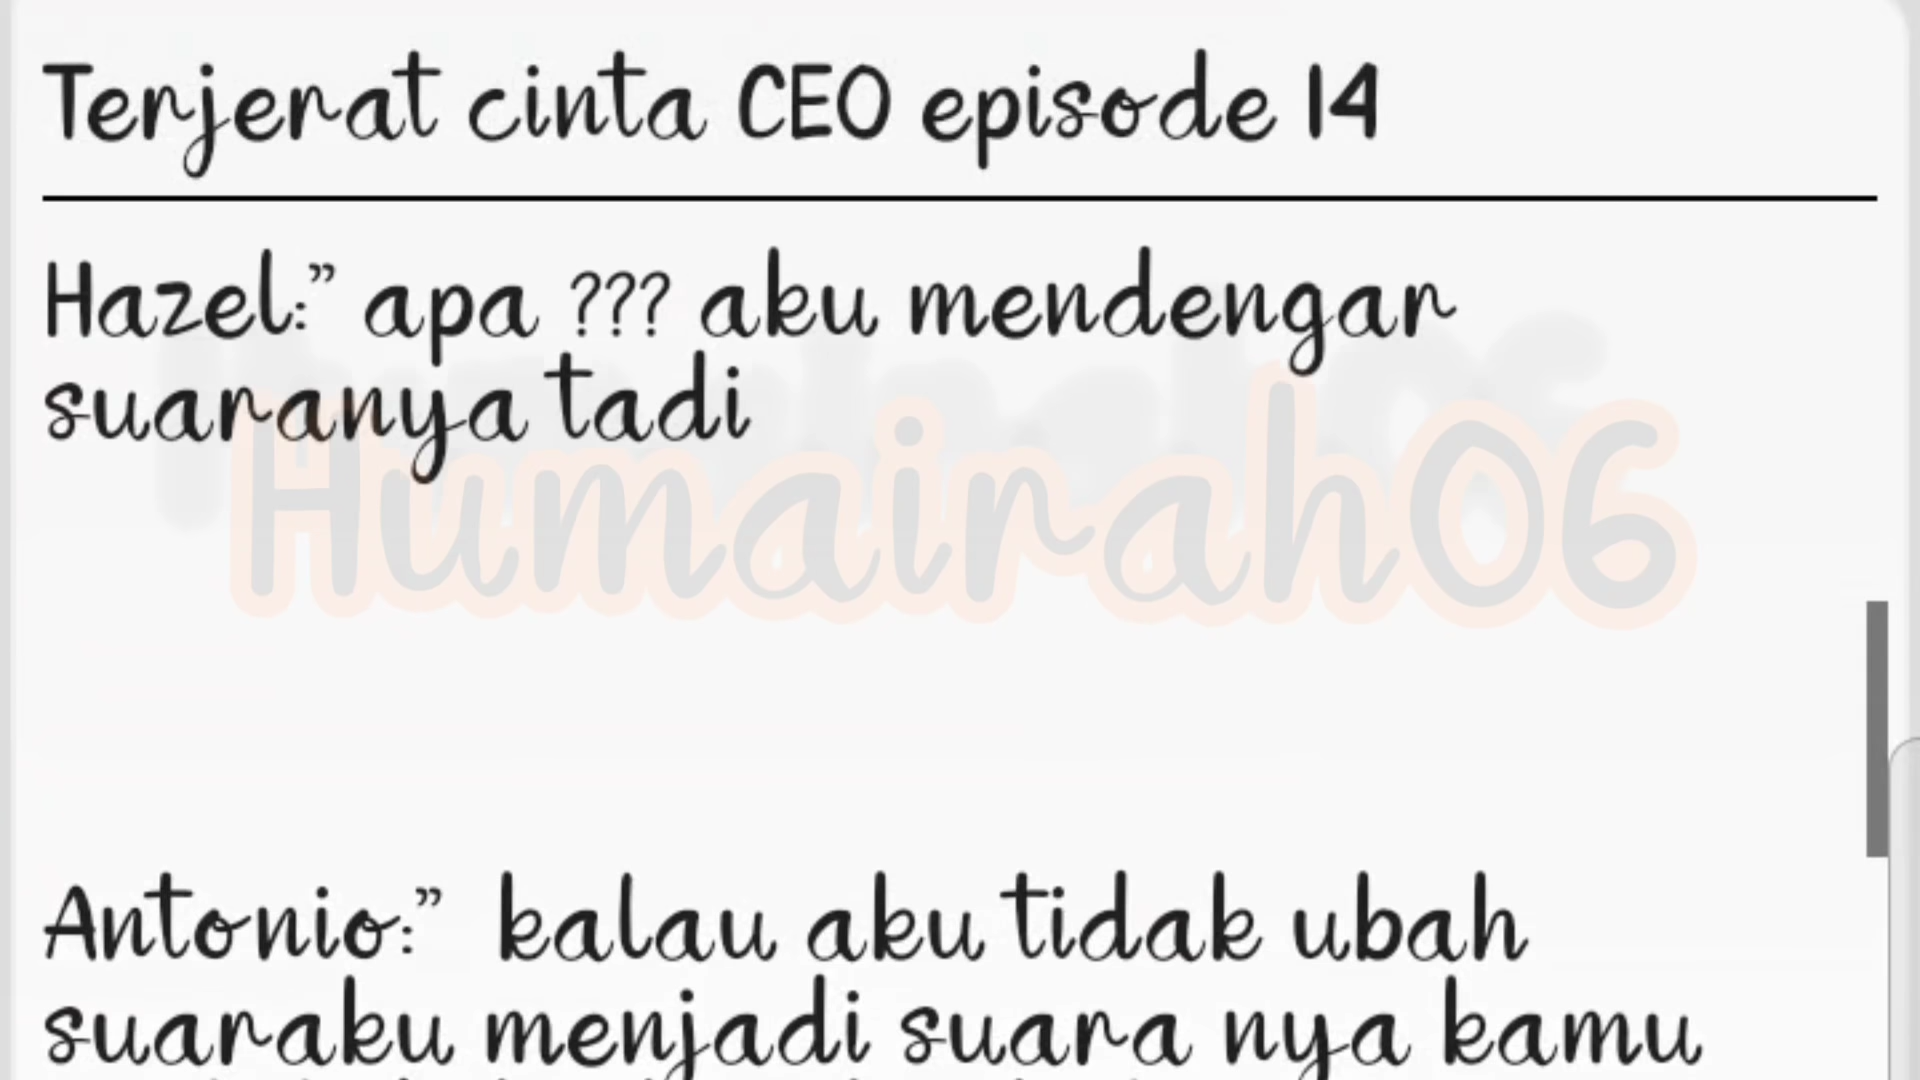 Terjerat cinta CEO episode 14
Hazel:” apa ??? aku mendengar
suaranya tadi
Humairah06
Antonio:” kalau aku tidak ubah
suaraku menjadi suara nya kamu